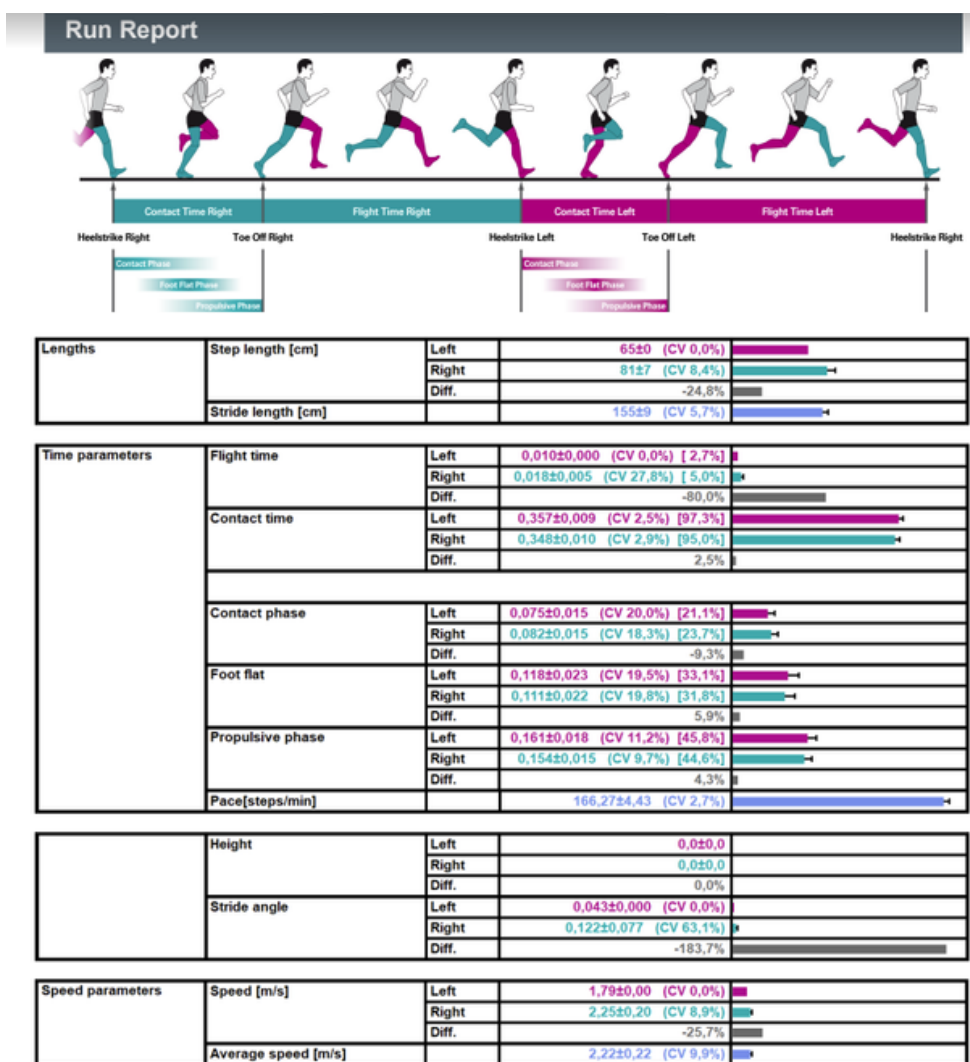 Run Report
Contact Time Right Flight Time Right Contact Time Left Flight Time Left
Heelstrike Right Toe Off Right Heelstrike Left Toe Off Left Heelstrike Right
Contact Phase Contact Phase
Foot Flat Phase Foot Flat Phase
Propulsive Phase Propulsive Phase
Lengths Step length [cm] Left 65±0 (CV 0,0%)
Right 81±7 (CV 8,4%)
Diff. -24,8%
Stride length [cm] 155±9 (CV 5,7%)
Time parameters Flight time Left 0,010±0,000 (CV 0,0%) [ 2,7%]
Right 0,018±0,005 (CV 27,8%) [ 5,0%]
Diff. -80,0%
Contact time Left 0,357±0,009 (CV 2,5%) [97,3%]
Right 0,348±0,010 (CV 2,9%) [95,0%]
Diff. 2,5%
Contact phase Left 0,075±0,015 (CV 20,0%) [21,1%]
Right 0,082±0,015 (CV 18,3%) [23,7%]
Diff. -9,3%
Foot flat Left 0,118±0,023 (CV 19,5%) [33,1%]
Right 0,111±0,022 (CV 19,8%) [31,8%]
Diff. 5,9%
Propulsive phase Left 0,161±0,018 (CV 11,2%) [45,8%]
Right 0,154±0,015 (CV 9,7%) [44,6%]
Diff. 4,3%
Pace[steps/min] 166,27±4,43 (CV 2,7%)
Height Left 0,0±0,0
Right 0,0±0,0
Diff. 0,0%
Stride angle Left 0,043±0,000 (CV 0,0%)
Right 0,122±0,077 (CV 63,1%)
Diff. -183,7%
Speed parameters Speed [m/s] Left 1,79±0,00 (CV 0,0%)
Right 2,25±0,20 (CV 8,9%)
Diff. -25,7%
Average speed [m/s] 2,22±0,22 (CV 9,9%)